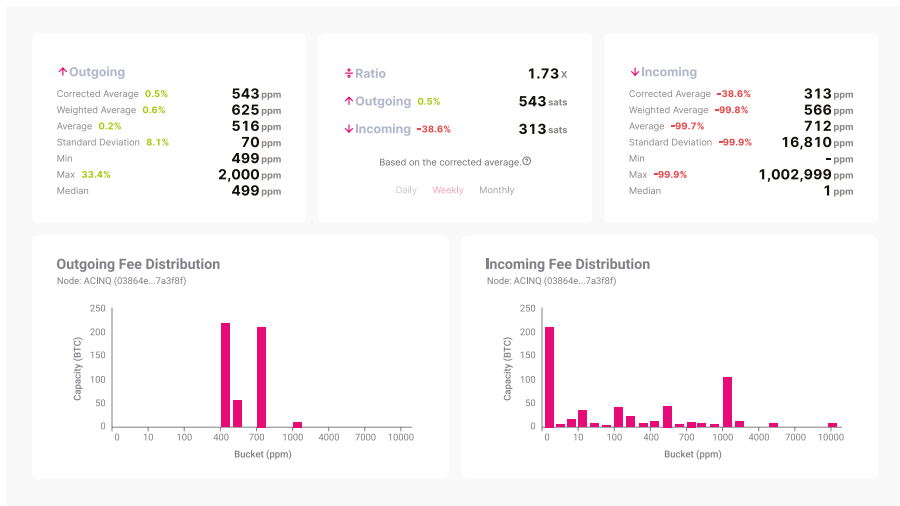 Outgoing
Corrected Average 0.5% 543 ppm
Weighted Average 0.6% 625 ppm
Average 0.2% 516 ppm
Standard Deviation 8.1% 70 ppm
Min 499 ppm
Max 33.4% 2,000 ppm
Median 499 ppm
Ratio 1.73 x
Outgoing 0.5% 543 sats
Incoming -38.6% 313 sats
Based on the corrected average.?
Daily Weekly Monthly
Incoming
Corrected Average -38.6% 313 ppm
Weighted Average -99.8% 566 ppm
Average -99.7% 712 ppm
Standard Deviation -99.9% 16,810 ppm
Min - ppm
Max -99.9% 1,002,999 ppm
Median 1 ppm
Outgoing Fee Distribution
Node: ACINQ (03864e...7a3f8f)
Capacity (BTC)
250
200
150
100
50
0
0 10 100 400 700 1000 4000 7000 10000
Bucket (ppm)
Incoming Fee Distribution
Node: ACINQ (03864e...7a3f8f)
Capacity (BTC)
250
200
150
100
50
0
0 10 100 400 700 1000 4000 7000 10000
Bucket (ppm)